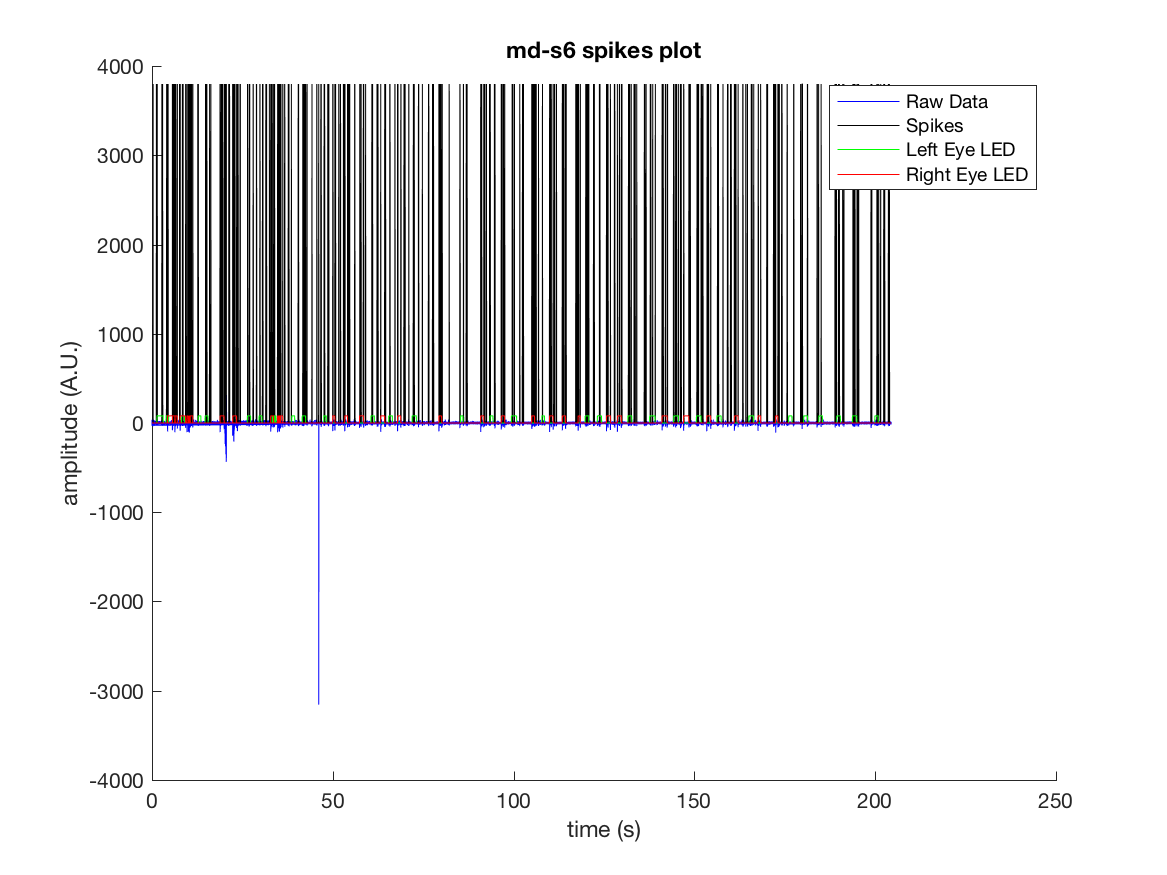 md-s6 spikes plot
4000
3000
2000
1000
0
-1000
-2000
-3000
-4000
amplitude (A.U.)
Raw Data
Spikes
Left Eye LED
Right Eye LED
0 50 100 150 200 250
time (s)